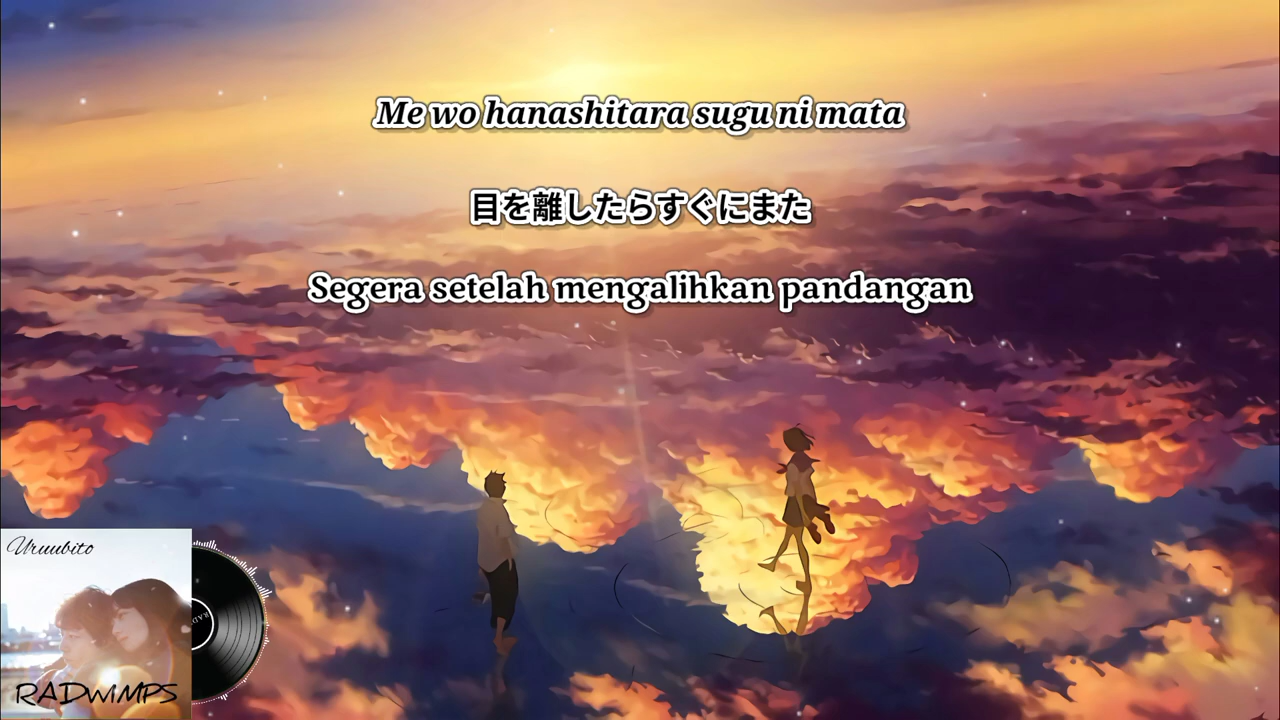 Me wo hanashitara sugu ni mata
目を離したらすぐにまた
Segera setelah mengalihkan pandangan
Uruubito
RADWIMPS